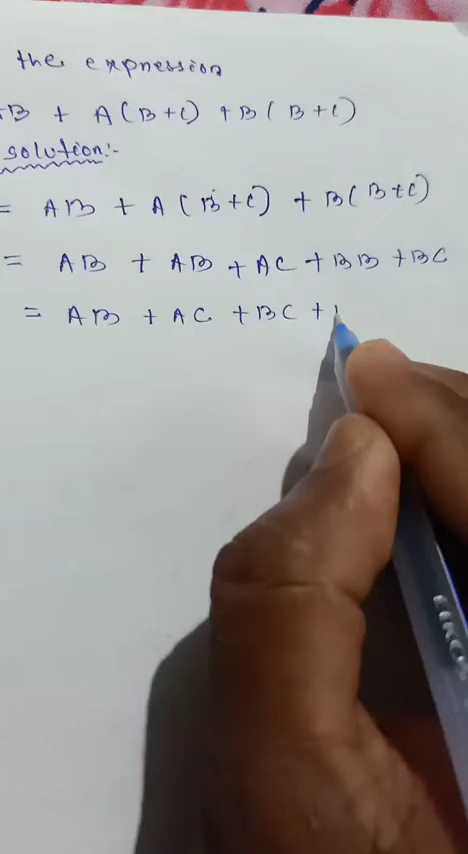 the expression
B + A(B+C) + B(B+C)
solution:-
= AB + A(B+C) + B(B+C)
= AB + AB + AC + BB + BC
= AB + AC + BC +